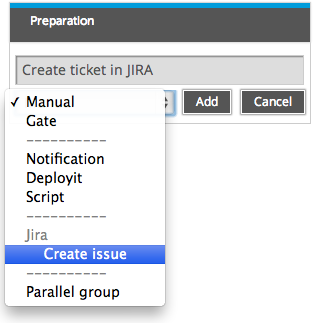 Preparation
Create ticket in JIRA
✓ Manual
Add
Cancel
Gate
----------
Notification
Deployit
Script
----------
Jira
Create issue
----------
Parallel group